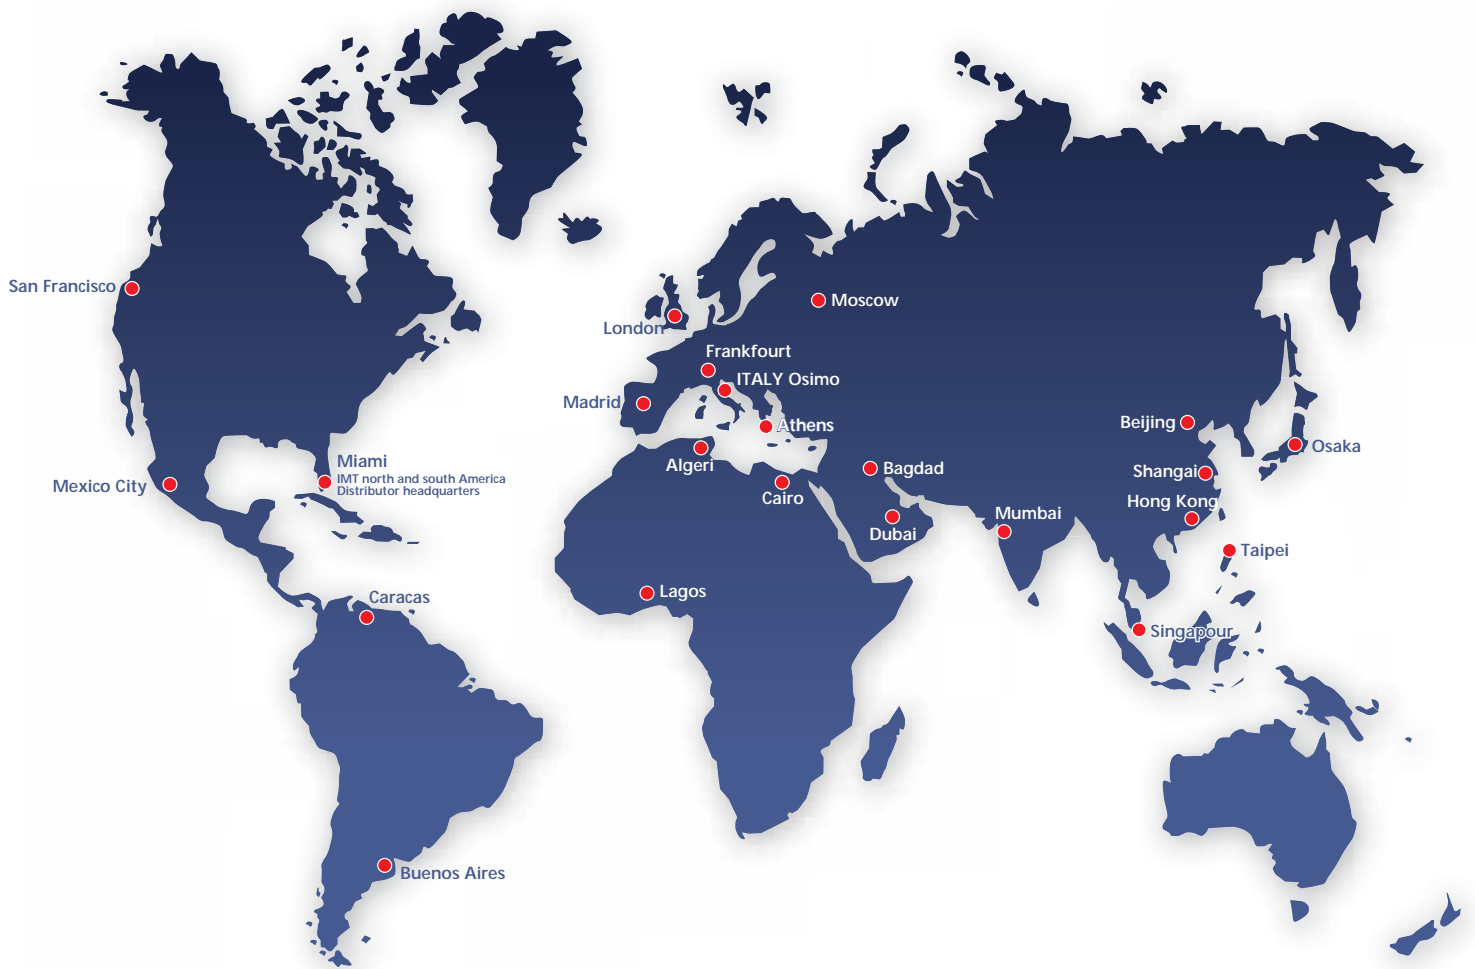 San Francisco
Moscow
London
Frankfourt
ITALY Osimo
Madrid
Athens
Beijing
Osaka
Algeri
Miami
IMT north and south America
Distributor headquarters
Mexico City
Bagdad
Shangai
Cairo
Hong Kong
Mumbai
Dubai
Taipei
Lagos
Caracas
Singapour
Buenos Aires